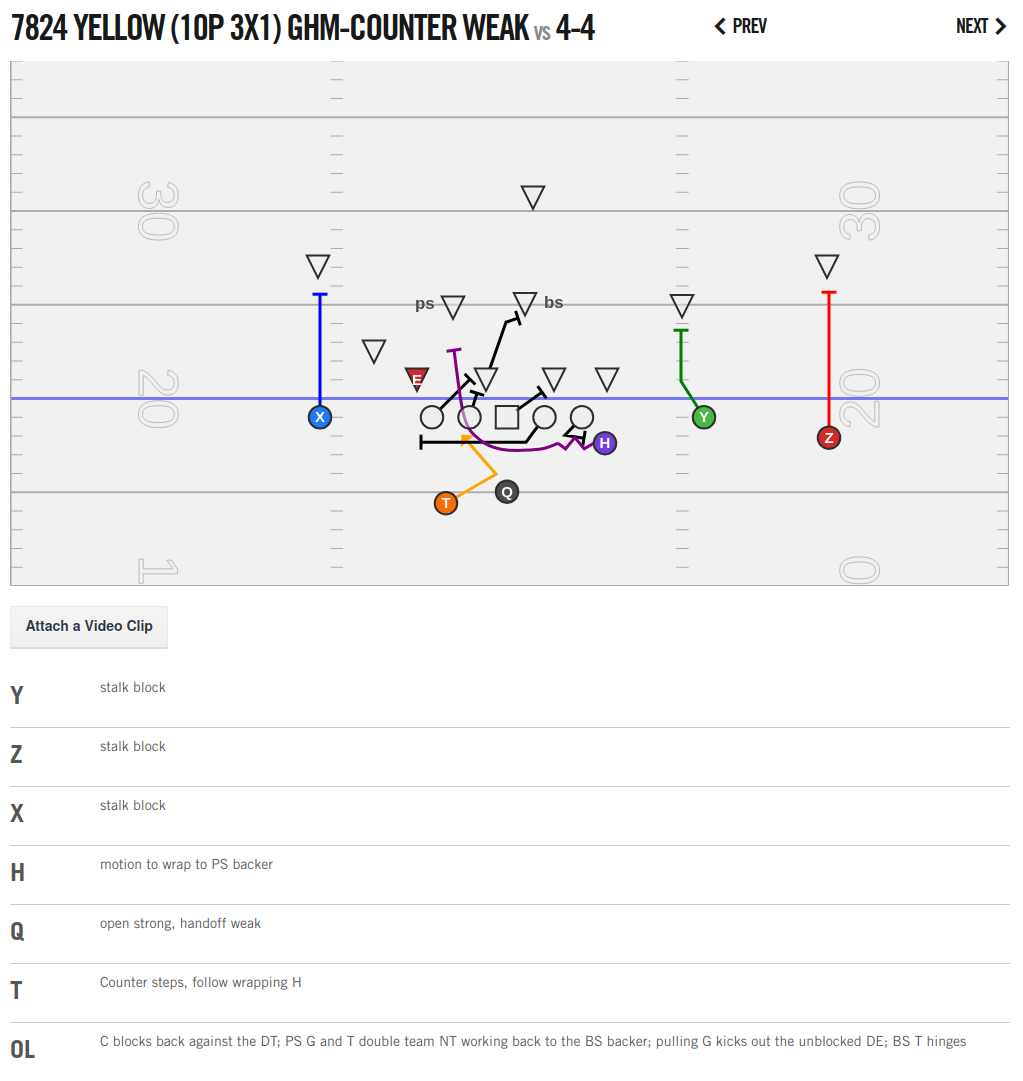 7824 YELLOW (10P 3X1) GHM-COUNTER WEAK VS 4-4
PREV
NEXT
30
30
ps
bs
E
20
20
X
Y
Z
H
T
Q
1
0
Attach a Video Clip
Y stalk block
Z stalk block
X stalk block
H motion to wrap to PS backer
Q open strong, handoff weak
T Counter steps, follow wrapping H
OL C blocks back against the DT; PS G and T double team NT working back to the BS backer; pulling G kicks out the unblocked DE; BS T hinges